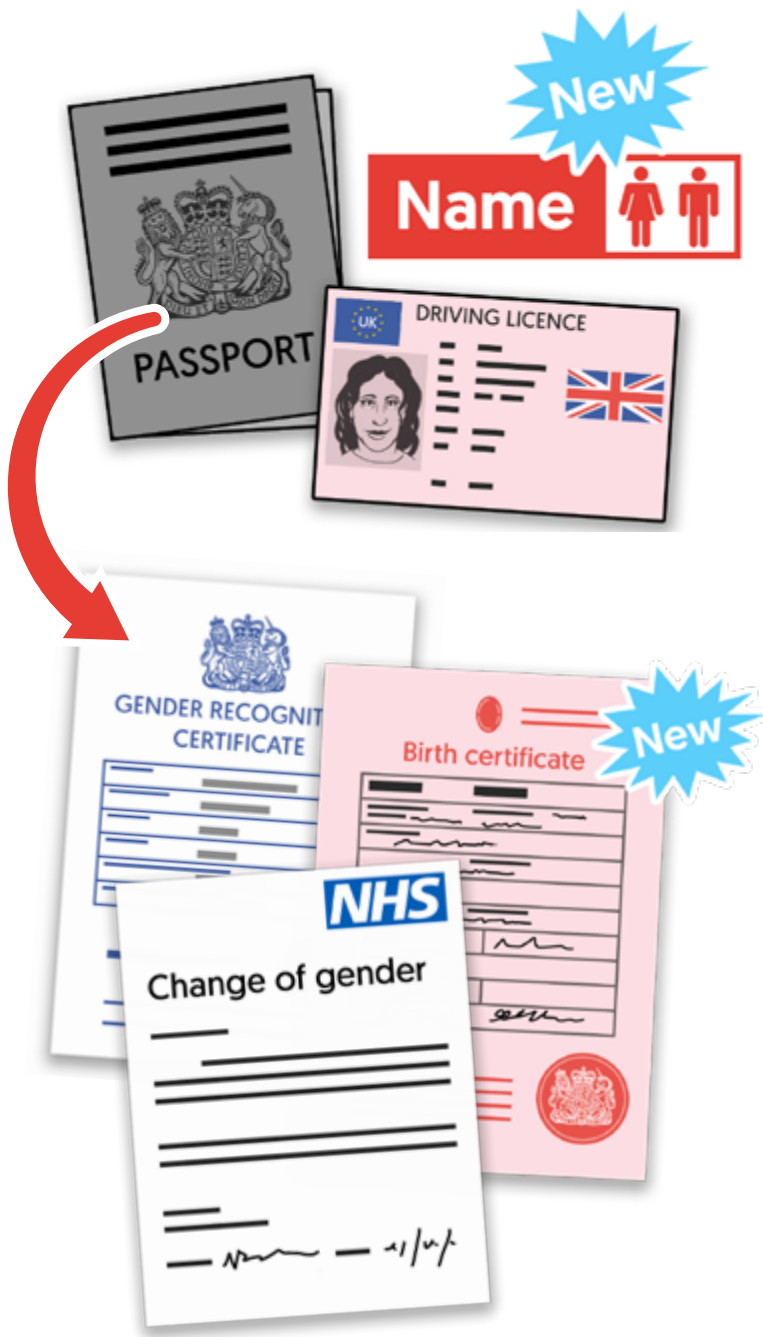 New
Name
PASSPORT
UK
DRIVING LICENCE
GENDER RECOGNIT
CERTIFICATE
New
Birth certificate
NHS
Change of gender